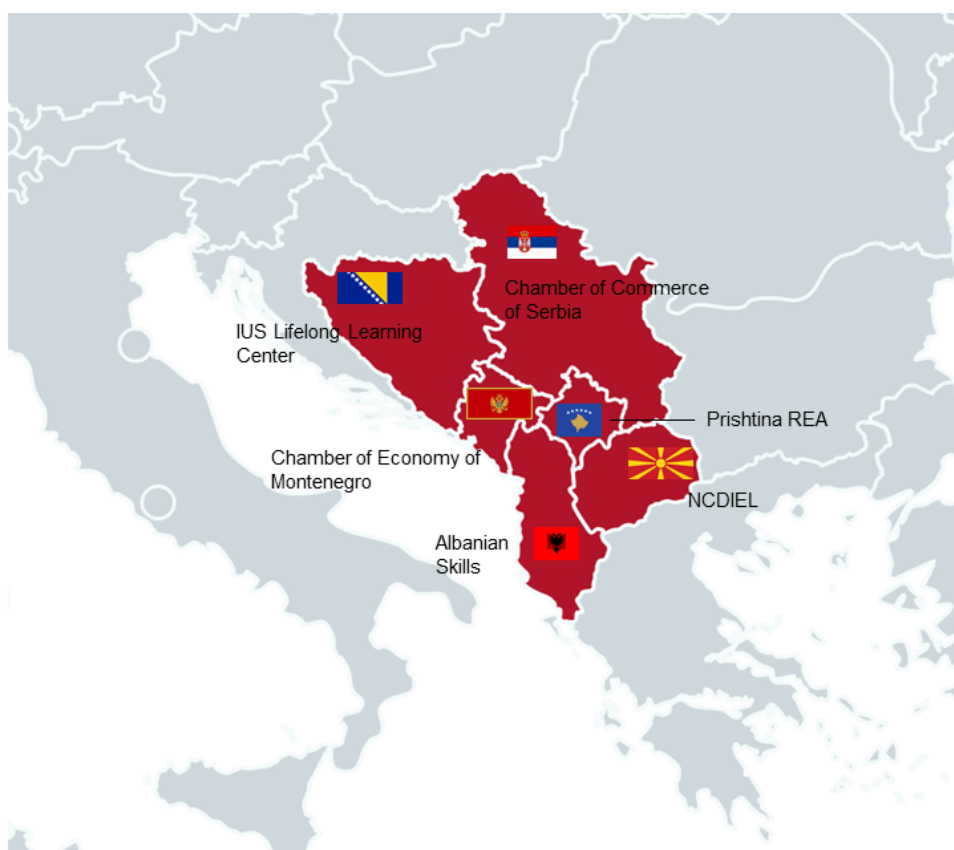 Chamber of Commerce
of Serbia
IUS Lifelong Learning
Center
Prishtina REA
Chamber of Economy of
Montenegro
NCDIEL
Albanian
Skills